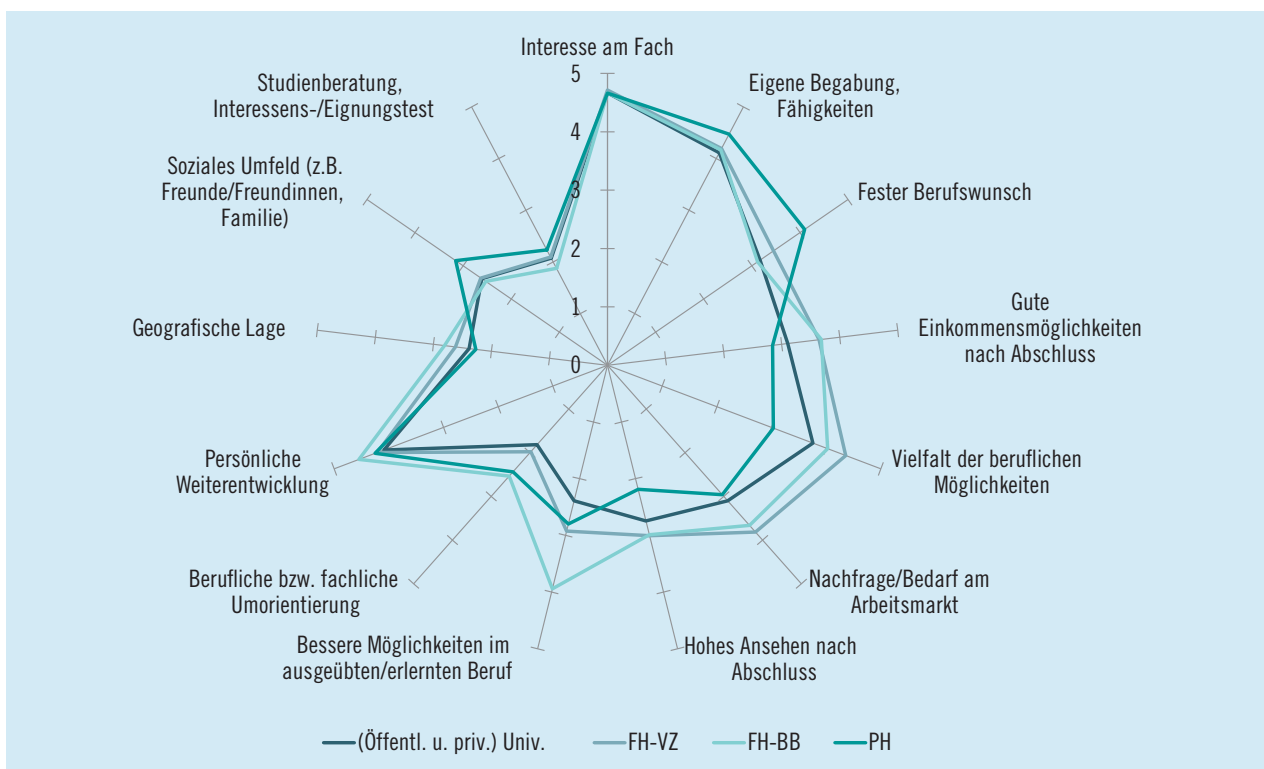 Interesse am Fach
Studienberatung,
Interessens-/Eignungstest
Eigene Begabung,
Fähigkeiten
Soziales Umfeld (z.B.
Freunde/Freundinnen,
Familie)
Fester Berufswunsch
Geografische Lage
Gute
Einkommensmöglichkeiten
nach Abschluss
Persönliche
Weiterentwicklung
Vielfalt der beruflichen
Möglichkeiten
Berufliche bzw. fachliche
Umorientierung
Nachfrage/Bedarf am
Arbeitsmarkt
Bessere Möglichkeiten im
ausgeübten/erlernten Beruf
Hohes Ansehen nach
Abschluss
5
4
3
2
1
0
(Öffentl. u. priv.) Univ.
FH-VZ
FH-BB
PH